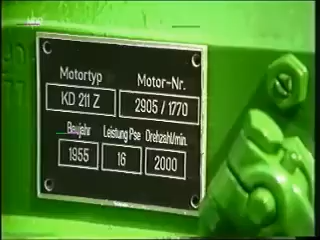 Motortyp Motor-Nr.
KD 211 Z 2905 / 1770
Baujahr Leistung Pse Drehzahl/min.
1955 16 2000